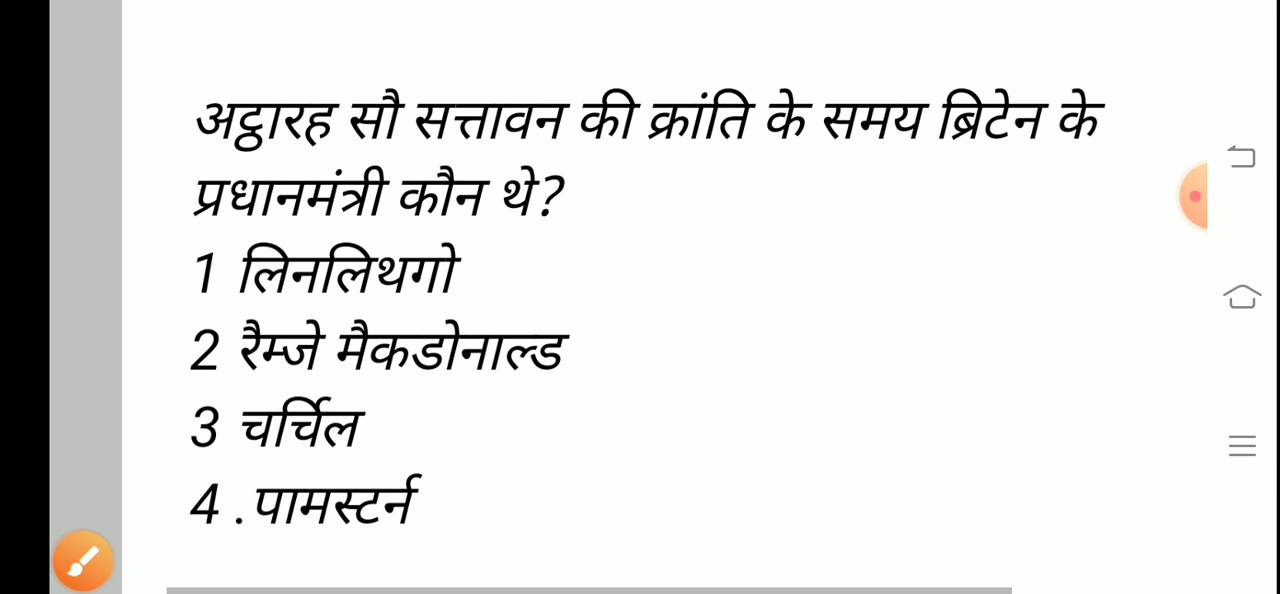 अट्ठारह सौ सत्तावन की क्रांति के समय ब्रिटेन के
प्रधानमंत्री कौन थे?
1 लिनलिथगो
2 रैम्जे मैकडोनाल्ड
3 चर्चिल
4 . पामस्टर्न